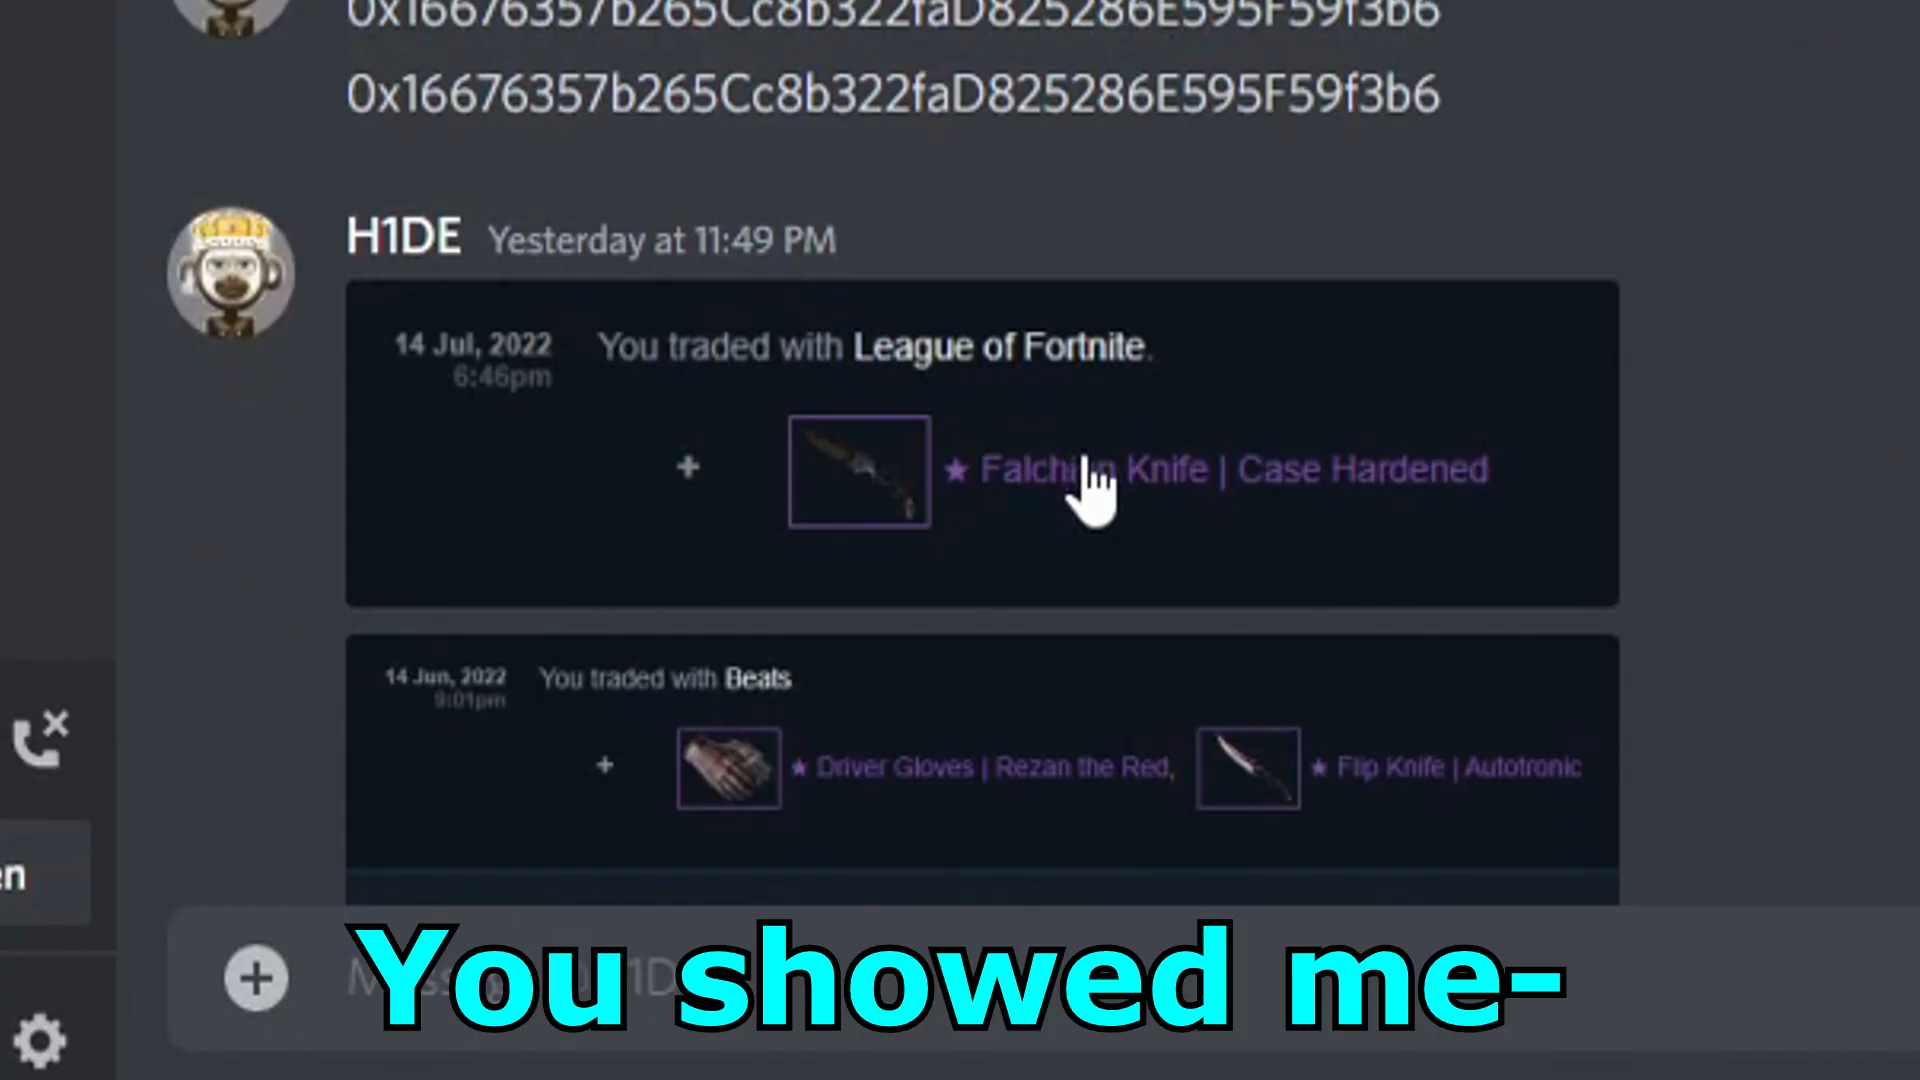 0x16676357b265Cc8b322faD825286E595F59f3b6
0x16676357b265Cc8b322faD825286E595F59f3b6
H1DE Yesterday at 11:49 PM
14 Jul, 2022 You traded with League of Fortnite.
6:46pm
+ ★ Falchion Knife | Case Hardened
14 Jun, 2022 You traded with Beats
9:01pm
+ ★ Driver Gloves | Rezan the Red, ★ Flip Knife | Autotronic
en
You showed me-